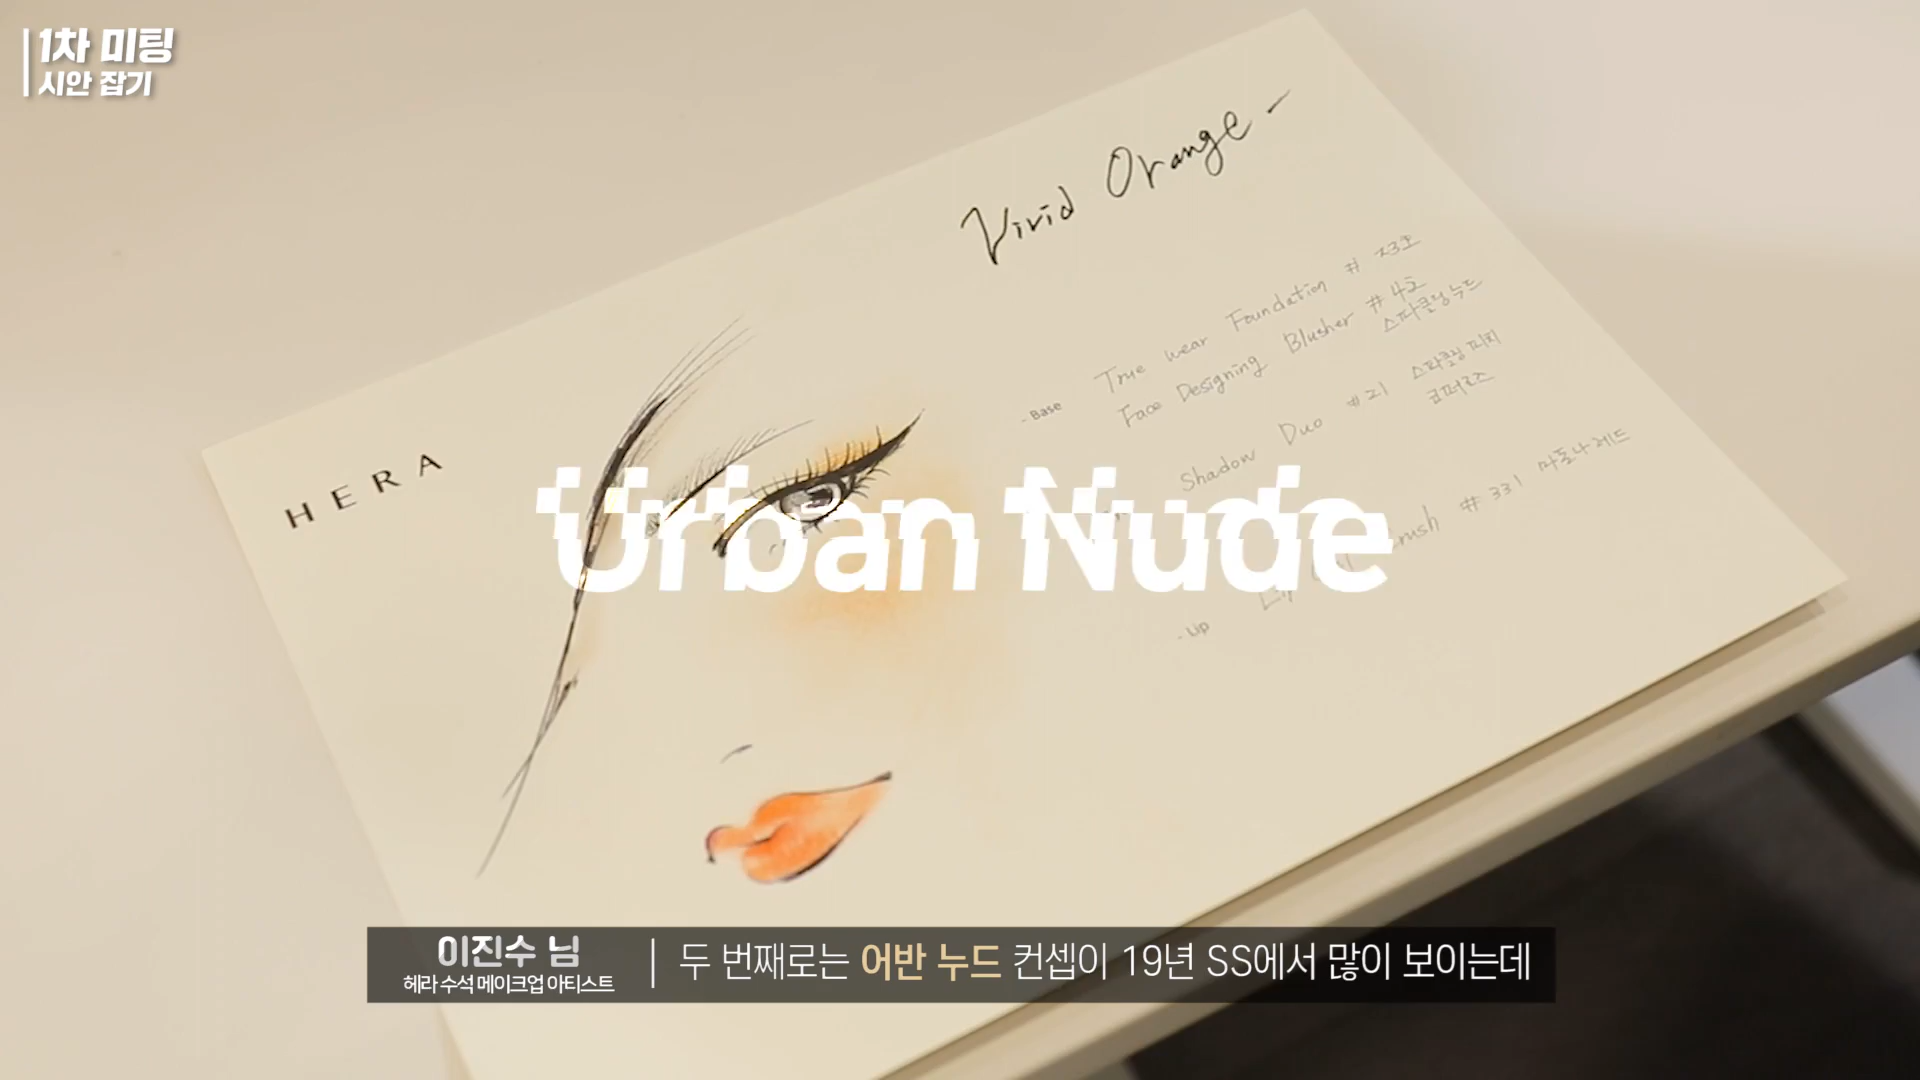 1차 미팅
시안 잡기
Vivid Orange -
HERA
- Base
True wear Foundation #
Face Designing Blusher # 4호
스파클링 누드
Shadow Duo #21 스파클링 피치
코퍼로즈
- Lip
#331 마돈나 레드
Urban Nude
이진수 님
헤라 수석 메이크업 아티스트
두 번째로는 어반 누드 컨셉이 19년 SS에서 많이 보이는데